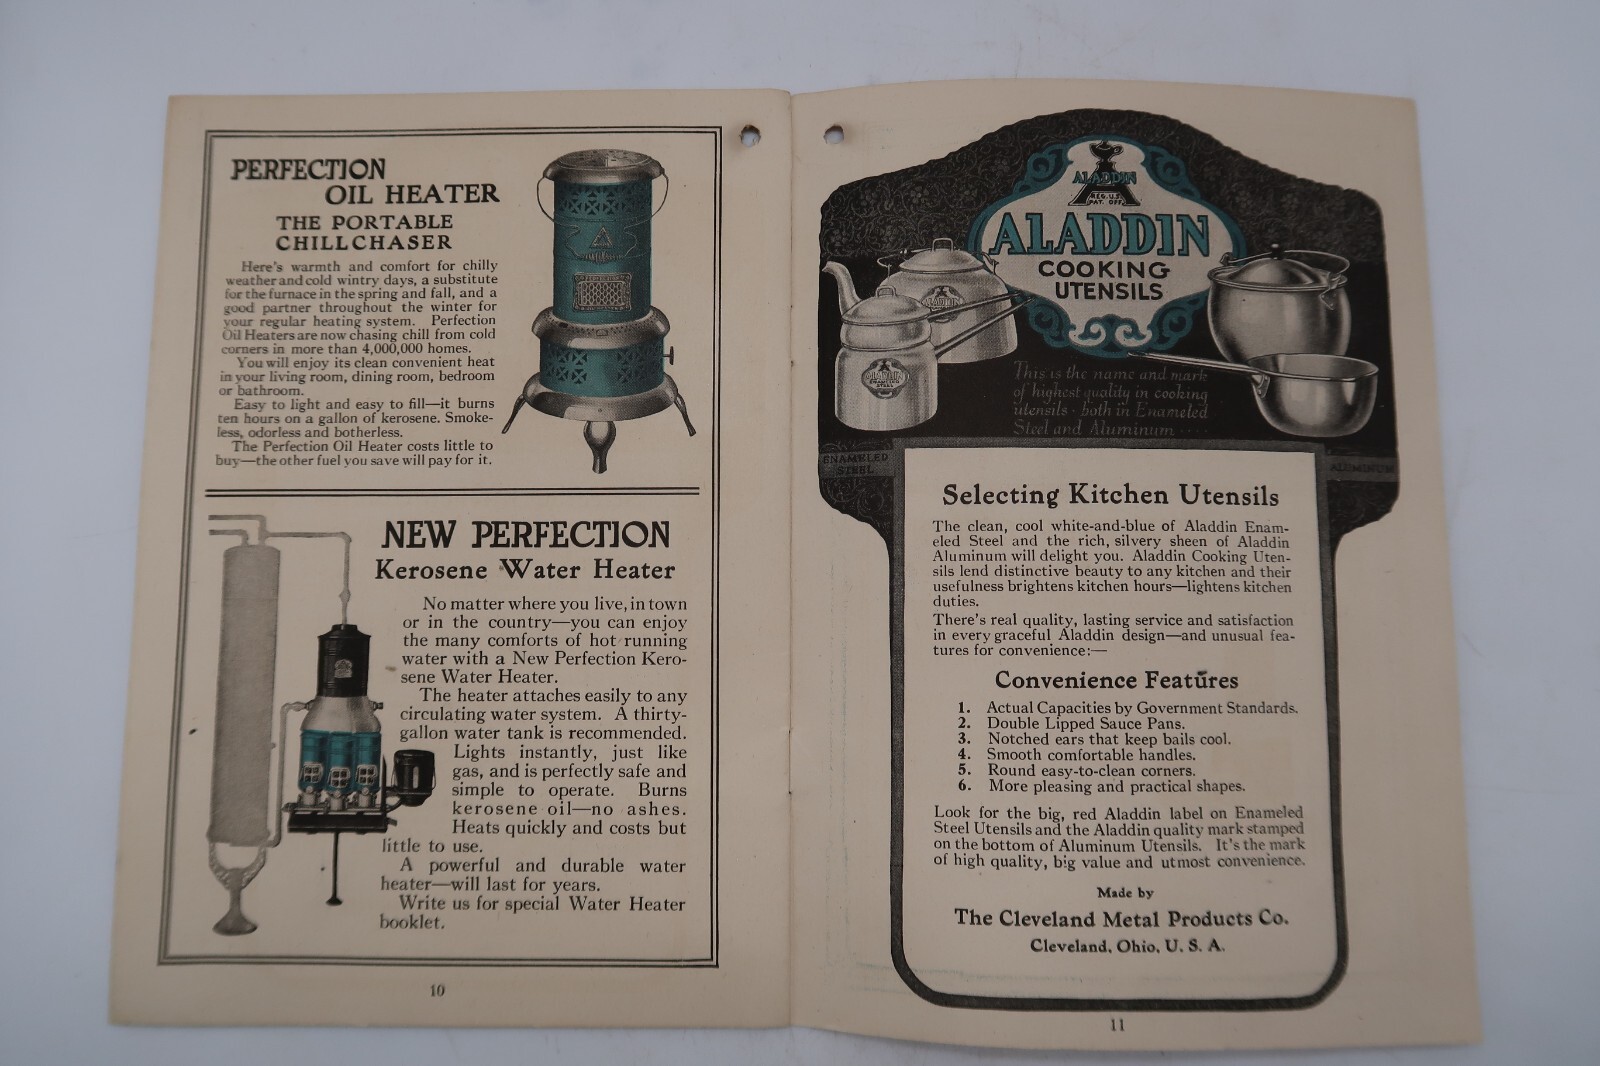 PERFECTION
OIL HEATER
THE PORTABLE
CHILLCHASER
Here's warmth and comfort for chilly
weather and cold wintry days, a substitute
for the furnace in the spring and fall, and a
good partner throughout the winter for
your regular heating system. Perfection
Oil Heaters are now chasing chill from cold
corners in more than 4,000,000 homes.
You will enjoy its clean convenient heat
in your living room, dining room, bedroom
or bathroom.
Easy to light and easy to fill—it burns
ten hours on a gallon of kerosene. Smoke-
less, odorless and botherless.
The Perfection Oil Heater costs little to
buy—the other fuel you save will pay for it.
NEW PERFECTION
Kerosene Water Heater
No matter where you live, in town
or in the country—you can enjoy
the many comforts of hot running
water with a New Perfection Kero-
sene Water Heater.
The heater attaches easily to any
circulating water system. A thirty-
gallon water tank is recommended.
Lights instantly, just like
gas, and is perfectly safe and
simple to operate. Burns
kerosene oil—no ashes.
Heats quickly and costs but
little to use.
A powerful and durable water
heater—will last for years.
Write us for special Water Heater
booklet.
10
ALADDIN
REG. U.S.
PAT. OFF.
ALADDIN
COOKING
UTENSILS
ALADDIN
ALADDIN
ENAMELED
STEEL
This is the name and mark
of highest quality in cooking
utensils - both in Enameled
Steel and Aluminum ....
ENAMELED
STEEL
ALUMINUM
Selecting Kitchen Utensils
The clean, cool white-and-blue of Aladdin Enam-
eled Steel and the rich, silvery sheen of Aladdin
Aluminum will delight you. Aladdin Cooking Uten-
sils lend distinctive beauty to any kitchen and their
usefulness brightens kitchen hours—lightens kitchen
duties.
There's real quality, lasting service and satisfaction
in every graceful Aladdin design—and unusual fea-
tures for convenience:—
Convenience Features
1. Actual Capacities by Government Standards.
2. Double Lipped Sauce Pans.
3. Notched ears that keep bails cool.
4. Smooth comfortable handles.
5. Round easy-to-clean corners.
6. More pleasing and practical shapes.
Look for the big, red Aladdin label on Enameled
Steel Utensils and the Aladdin quality mark stamped
on the bottom of Aluminum Utensils. It's the mark
of high quality, big value and utmost convenience.
Made by
The Cleveland Metal Products Co.
Cleveland, Ohio, U. S. A.
11